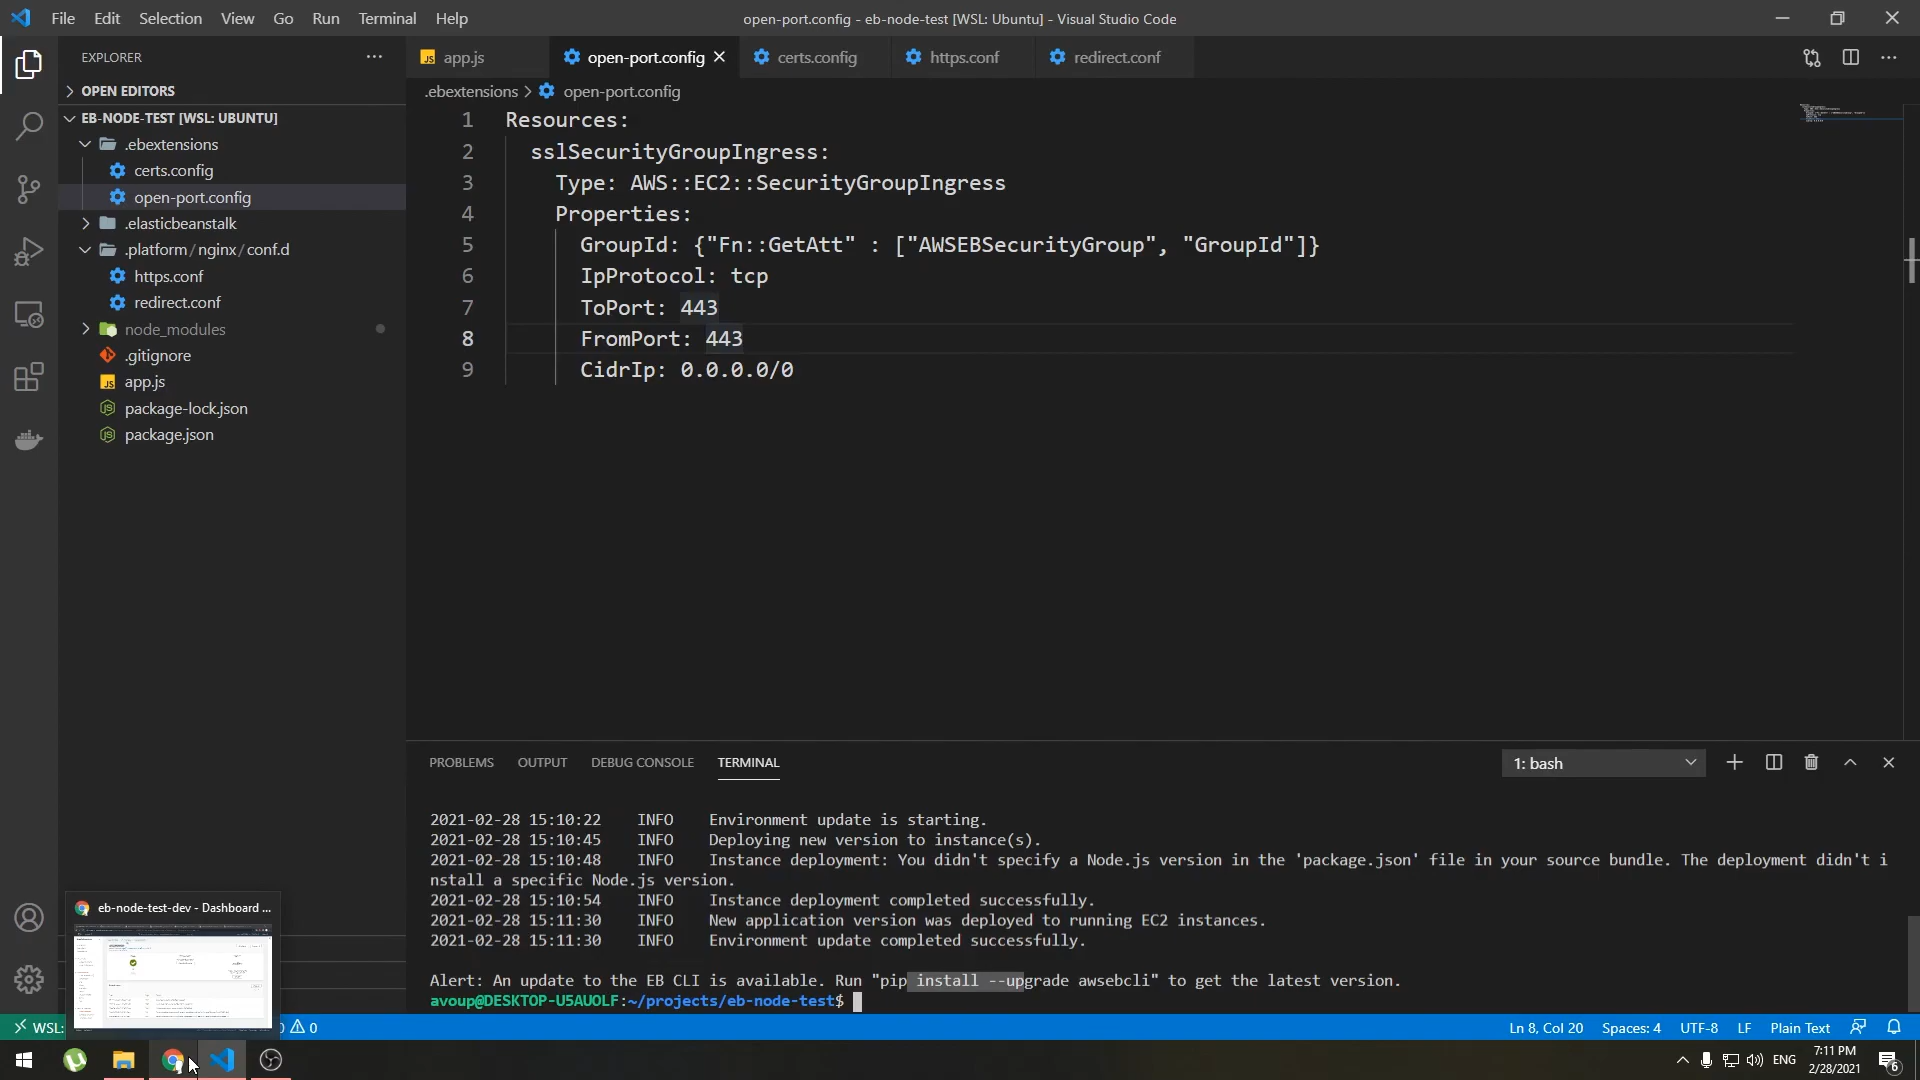 File Edit Selection View Go Run Terminal Help
open-port.config - eb-node-test [WSL: Ubuntu] - Visual Studio Code
EXPLORER
app.js
open-port.config
certs.config
https.conf
redirect.conf
OPEN EDITORS
.ebextensions > open-port.config
EB-NODE-TEST [WSL: UBUNTU]
.ebextensions
certs.config
open-port.config
.elasticbeanstalk
.platform/nginx/conf.d
https.conf
redirect.conf
node_modules
.gitignore
app.js
package-lock.json
package.json
1 Resources:
2 sslSecurityGroupIngress:
3 Type: AWS::EC2::SecurityGroupIngress
4 Properties:
5 GroupId: {"Fn::GetAtt" : ["AWSEBSecurityGroup", "GroupId"]}
6 IpProtocol: tcp
7 ToPort: 443
8 FromPort: 443
9 CidrIp: 0.0.0.0/0
PROBLEMS OUTPUT DEBUG CONSOLE TERMINAL
1: bash
2021-02-28 15:10:22 INFO Environment update is starting.
2021-02-28 15:10:45 INFO Deploying new version to instance(s).
2021-02-28 15:10:48 INFO Instance deployment: You didn't specify a Node.js version in the 'package.json' file in your source bundle. The deployment didn't i
nstall a specific Node.js version.
2021-02-28 15:10:54 INFO Instance deployment completed successfully.
2021-02-28 15:11:30 INFO New application version was deployed to running EC2 instances.
2021-02-28 15:11:30 INFO Environment update completed successfully.
Alert: An update to the EB CLI is available. Run "pip install --upgrade awsebcli" to get the latest version.
avoup@DESKTOP-U5AUOLF:~/projects/eb-node-test$
eb-node-test-dev - Dashboard ...
WSL:
0 0
Ln 8, Col 20 Spaces: 4 UTF-8 LF Plain Text
ENG
7:11 PM
2/28/2021
6